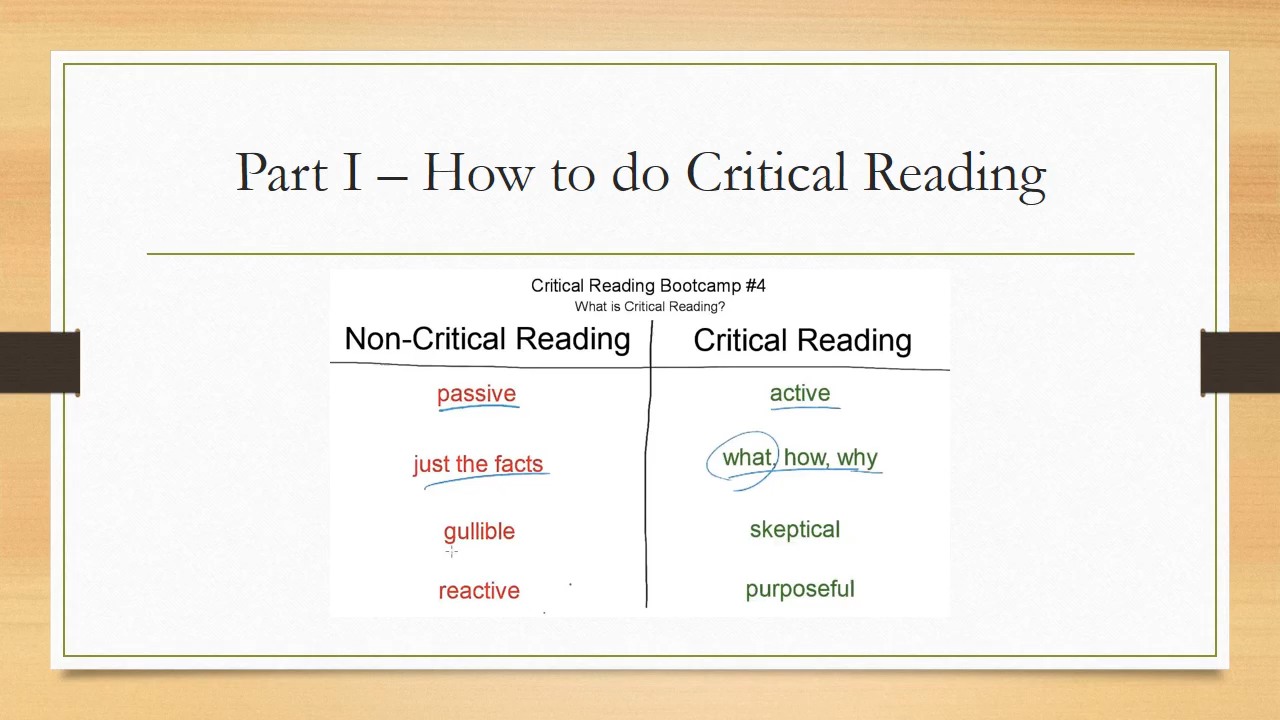 Part I – How to do Critical Reading
Critical Reading Bootcamp #4
What is Critical Reading?
Non-Critical Reading
Critical Reading
passive
active
just the facts
what, how, why
gullible
skeptical
reactive
purposeful